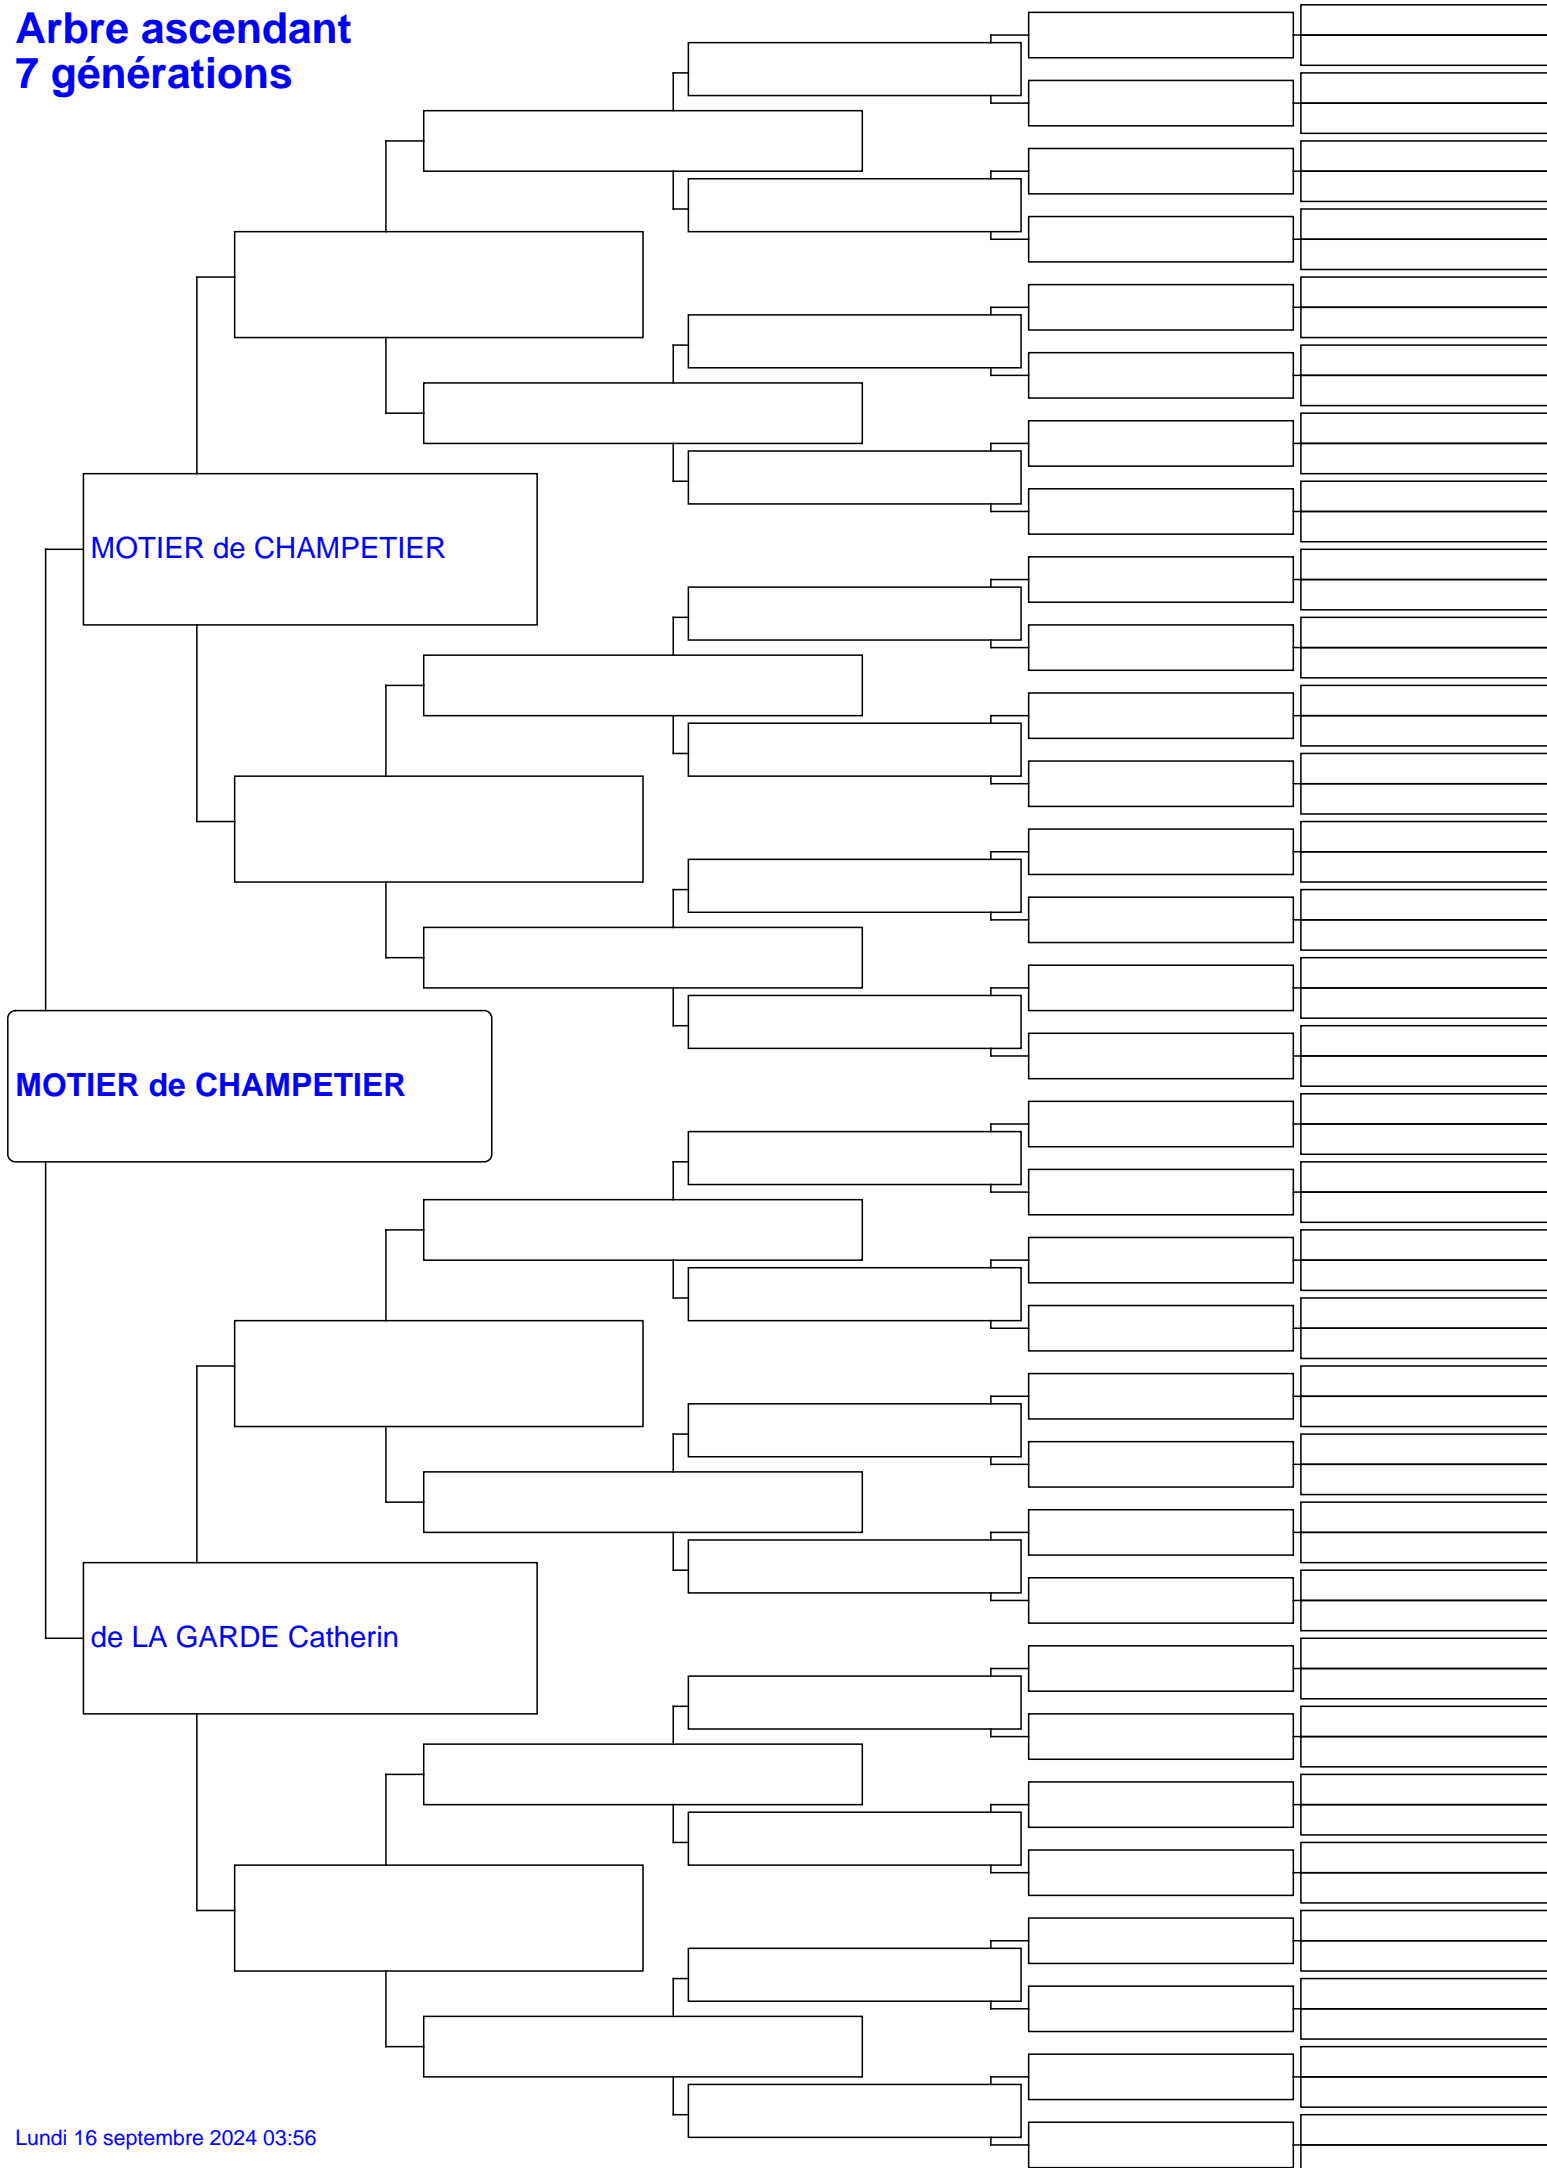 Arbre ascendant
7 générations
MOTIER de CHAMPETIER
MOTIER de CHAMPETIER
de LA GARDE Catherin
Lundi 16 septembre 2024 03:56